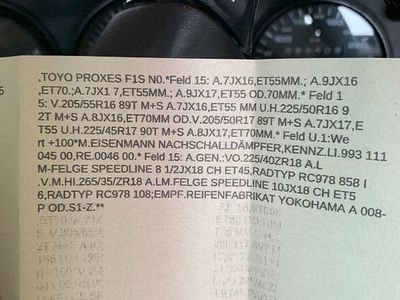 ,TOYO PROXES F1S N0.*Feld 15: A.7JX16,ET55MM.; A.9JX16
,ET70.;A.7JX1 7,ET55MM.; A.9JX17,ET55 OD.70MM.* Feld 1
5: V.205/55R16 89T M+S A.7JX16,ET55 MM U.H.225/50R16 9
2T M+S A.8JX16,ET70MM OD.V.205/50R17 89T M+S A.7JX17,E
T55 U.H.225/45R17 90T M+S A.8JX17,ET70MM.* Feld U.1:We
rt +100*M.EISENMANN NACHSCHALLDÄMPFER,KENNZ.LI.993 111
045 00,RE.0046 00.* Feld 15: A.GEN.:VO.225/40ZR18 A.L
M-FELGE SPEEDLINE 8 1/2JX18 CH ET45,RADTYP RC978 858 I
.V.M.HI.265/35/ZR18 A.LM.FELGE SPEEDLINE 10JX18 CH ET5
6,RADTYP RC978 108;EMPF.REIFENFABRIKAT YOKOHAMA A 008-
P OD.S1-Z.**